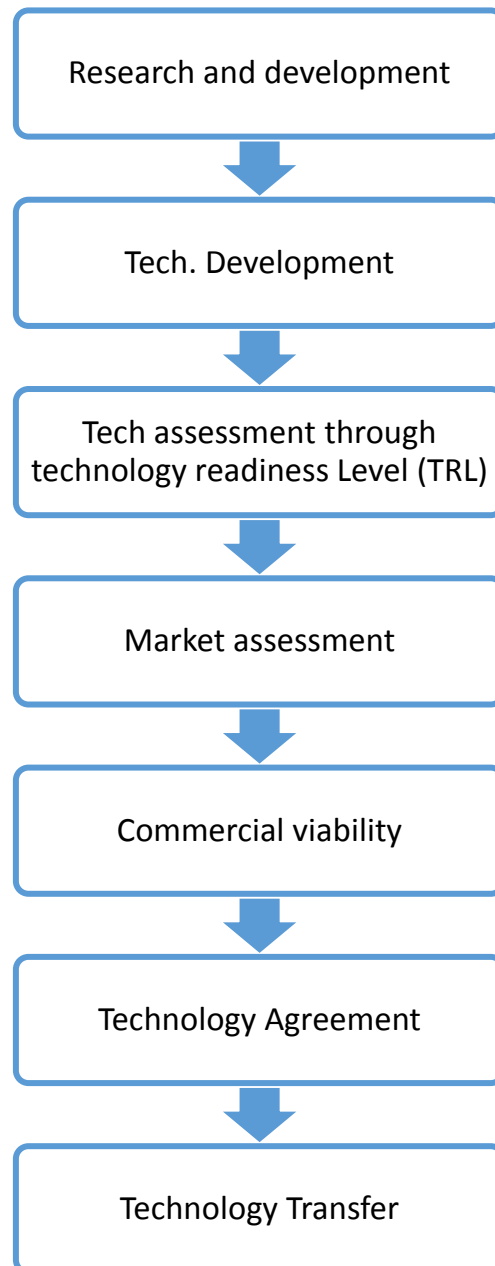 Research and development
Tech. Development
Tech assessment through
technology readiness Level (TRL)
Market assessment
Commercial viability
Technology Agreement
Technology Transfer